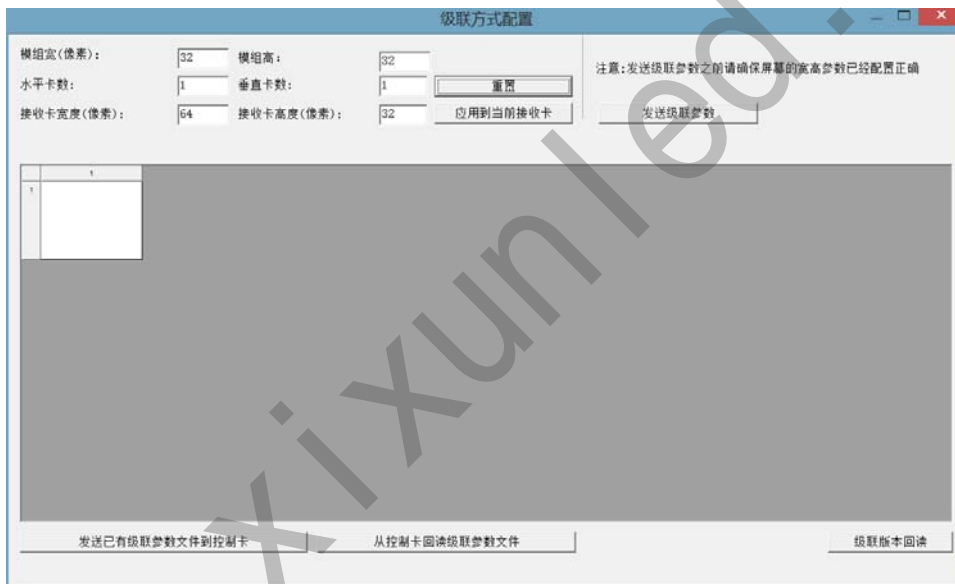 级联方式配置
模组宽(像素): 32 模组高: 32
水平卡数: 1 垂直卡数: 1 重置
接收卡宽度(像素): 64 接收卡高度(像素): 32 应用到当前接收卡
注意:发送级联参数之前请确保屏幕的宽高参数已经配置正确
发送级联参数
1
1
发送已有级联参数文件到控制卡 从控制卡回读级联参数文件 级联版本回读
xixunled.